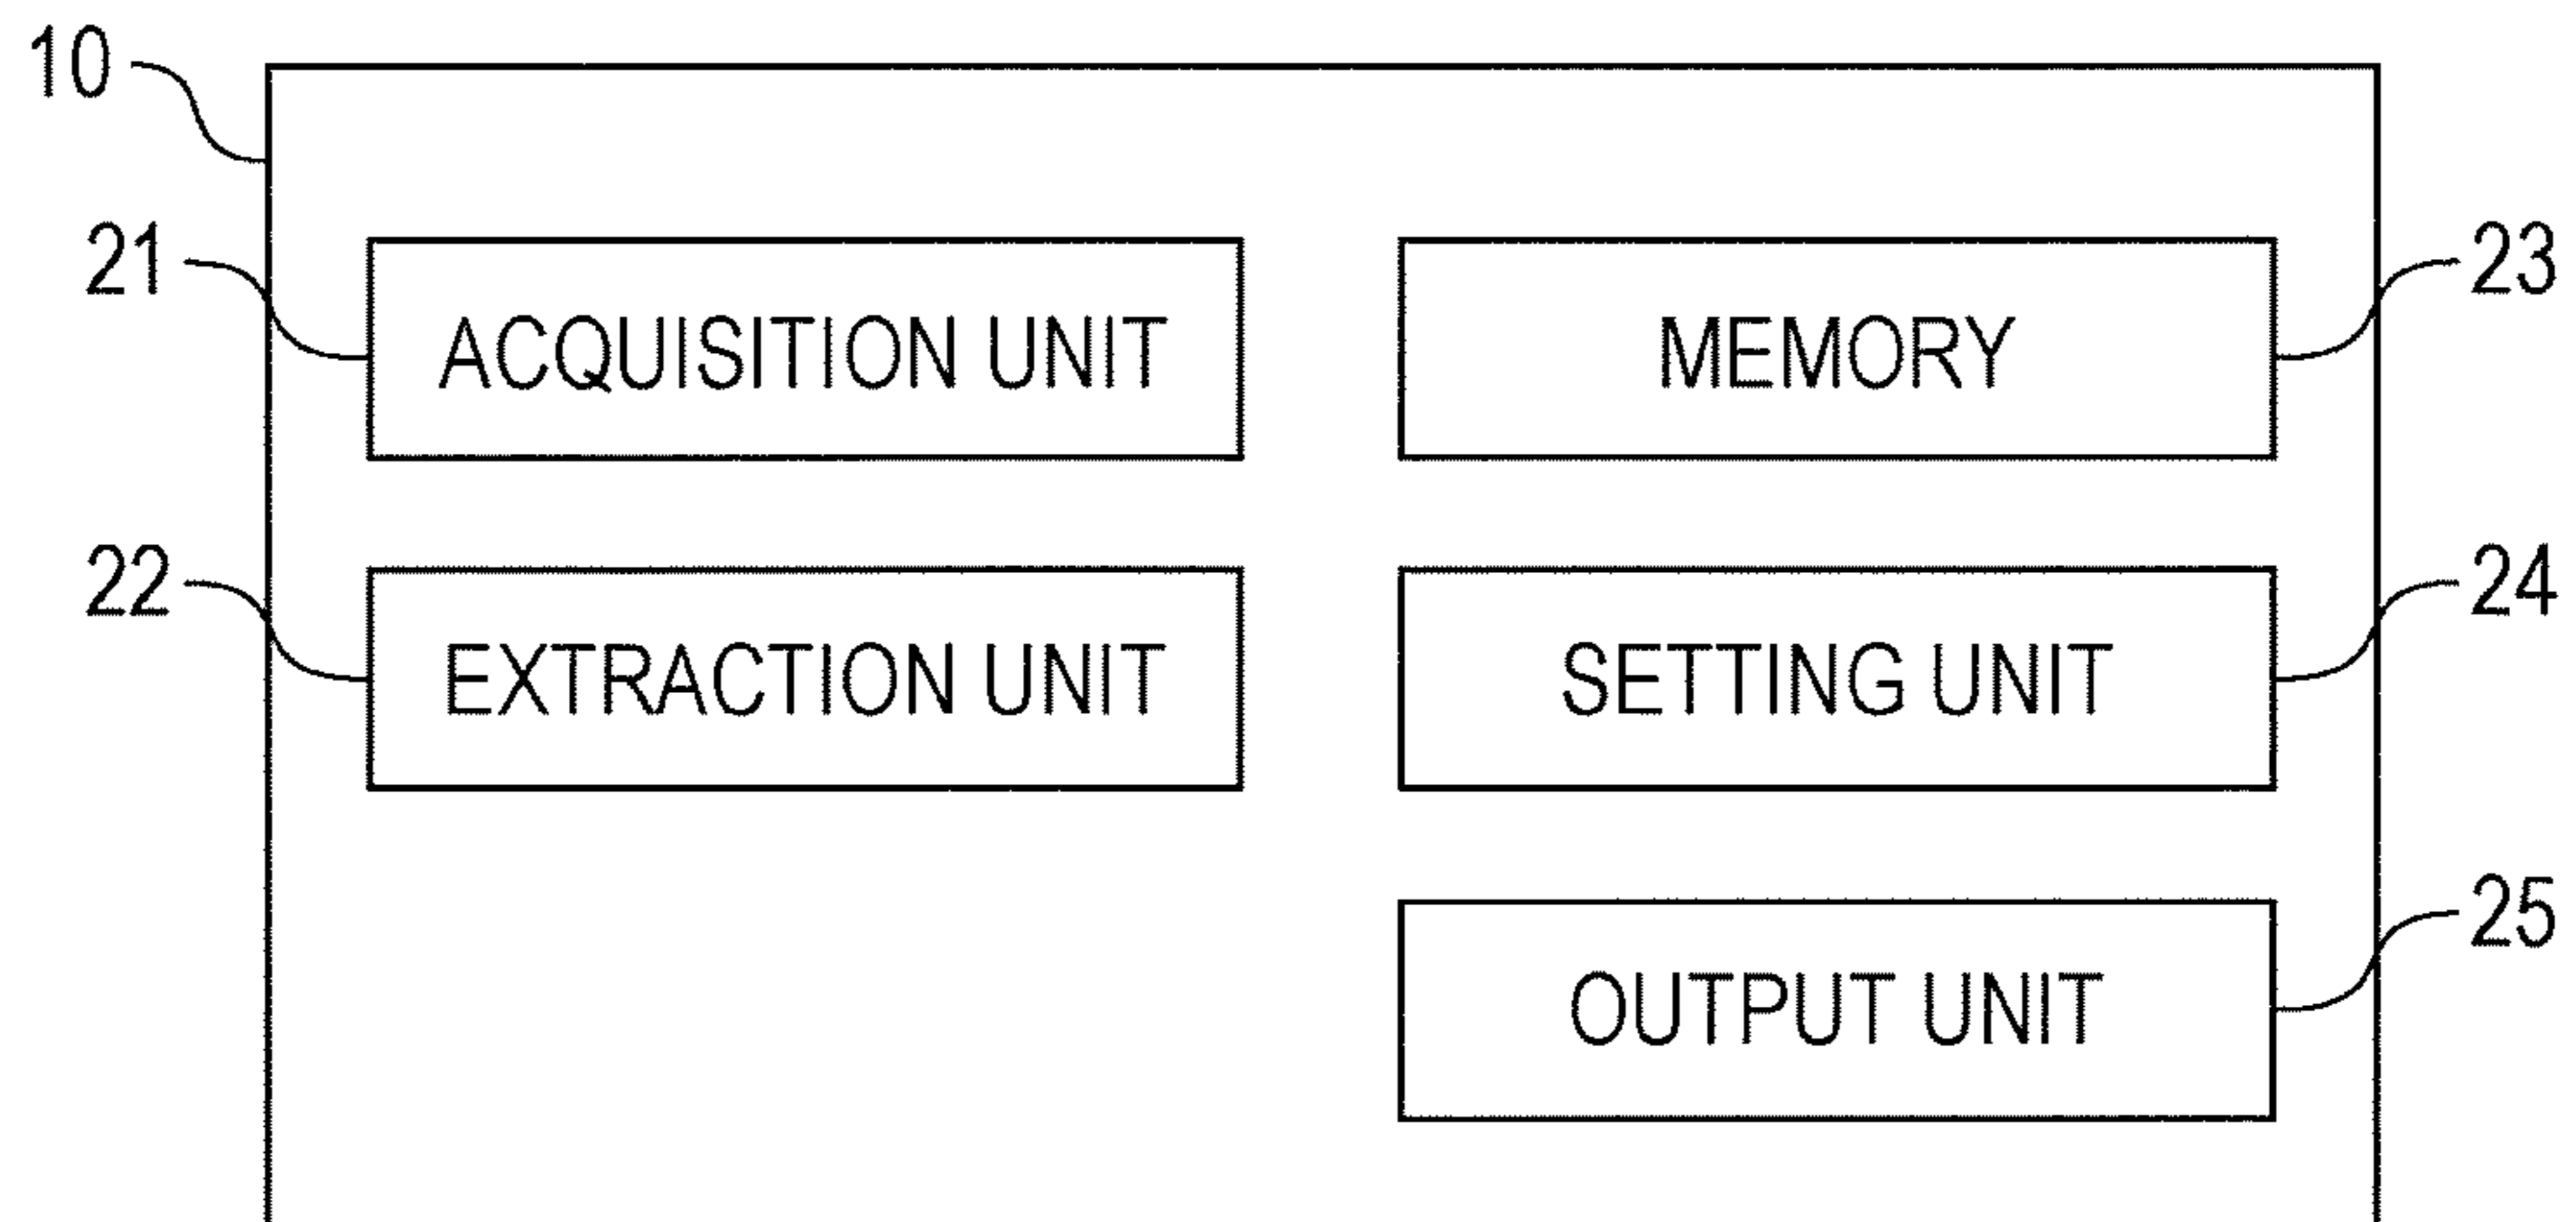 10
21
ACQUISITION UNIT
MEMORY
23
22
EXTRACTION UNIT
SETTING UNIT
24
OUTPUT UNIT
25